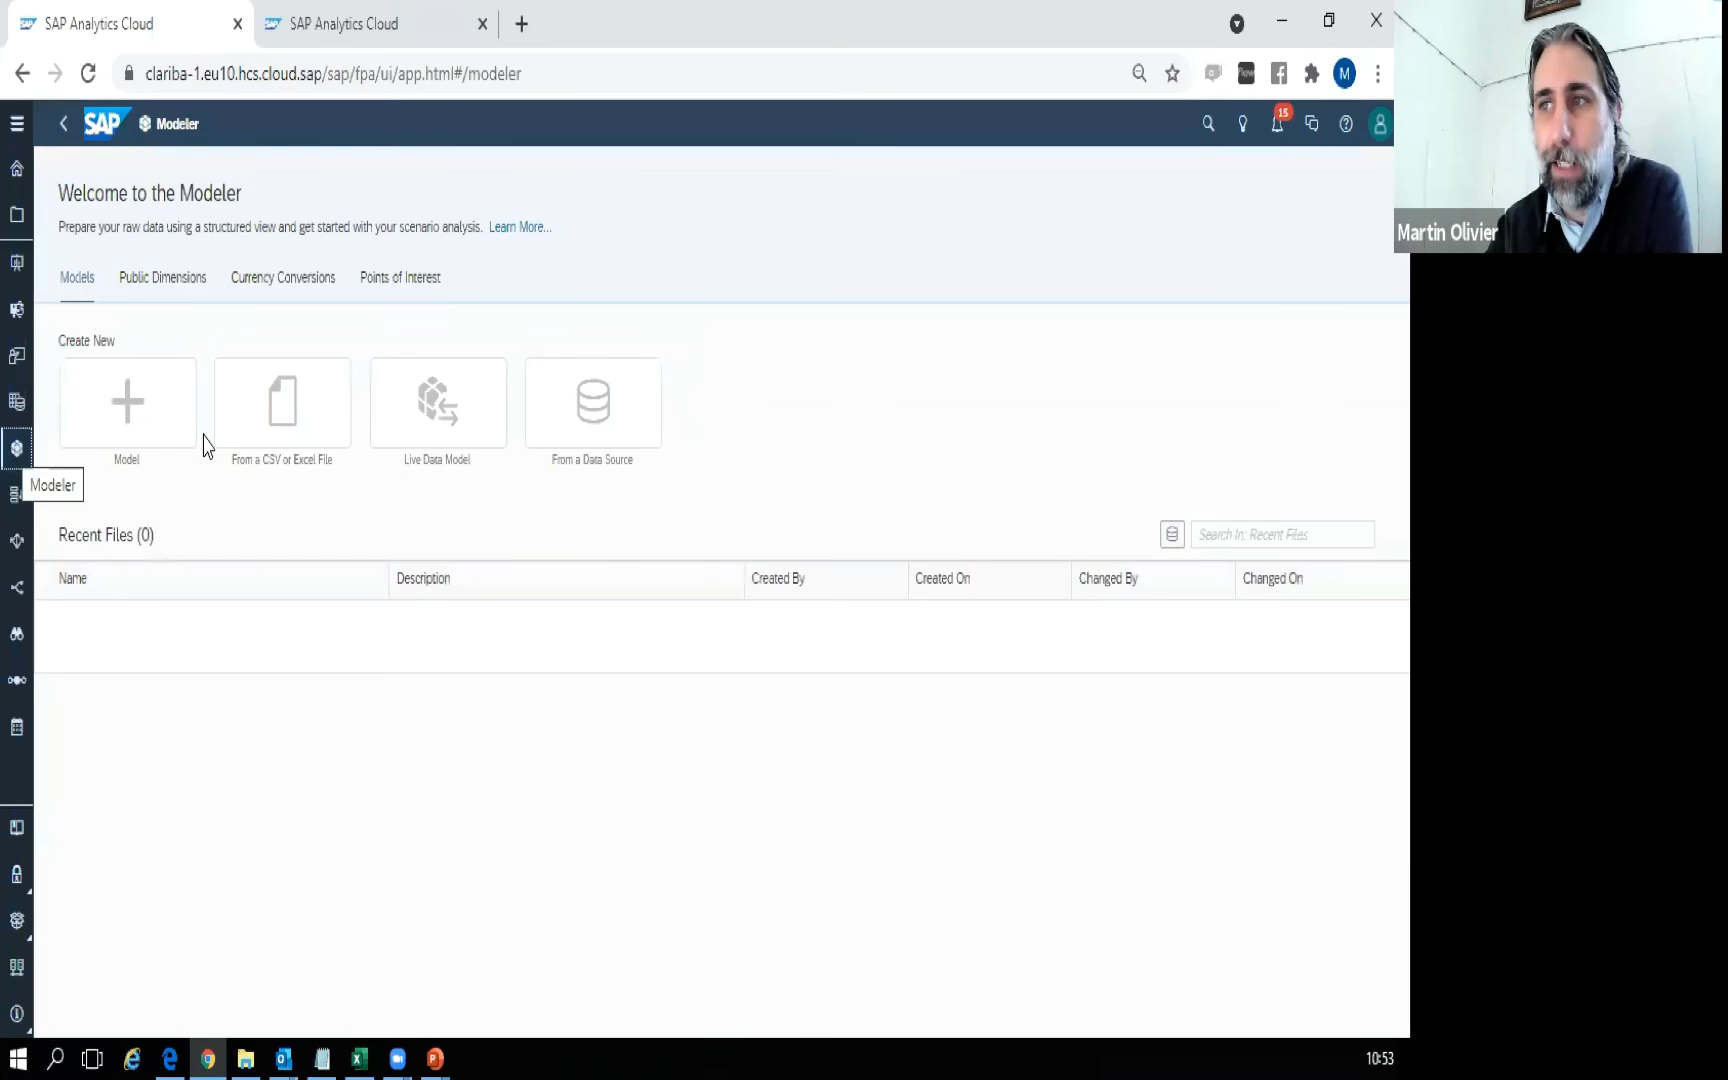 SAP Analytics Cloud
SAP Analytics Cloud
clariba-1.eu10.hcs.cloud.sap/sap/fpa/ui/app.html#/modeler
M
SAP
Modeler
15
Martin Olivier
Welcome to the Modeler
Prepare your raw data using a structured view and get started with your scenario analysis. Learn More...
Models Public Dimensions Currency Conversions Points of Interest
Create New
Model From a CSV or Excel File Live Data Model From a Data Source
Modeler
Recent Files (0)
Search In: Recent Files
Name Description Created By Created On Changed By Changed On
10:53